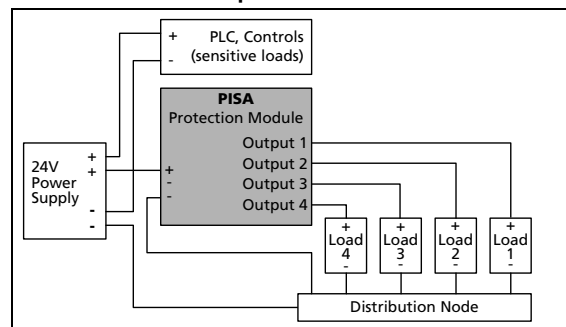 + PLC, Controls
- (sensitive loads)
PISA
Protection Module
Output 1
Output 2
+ Output 3
-
- Output 4
24V
Power
Supply
+
+
-
-
+
Load
4
-
+
Load
3
-
+
Load
2
-
+
Load
1
-
Distribution Node